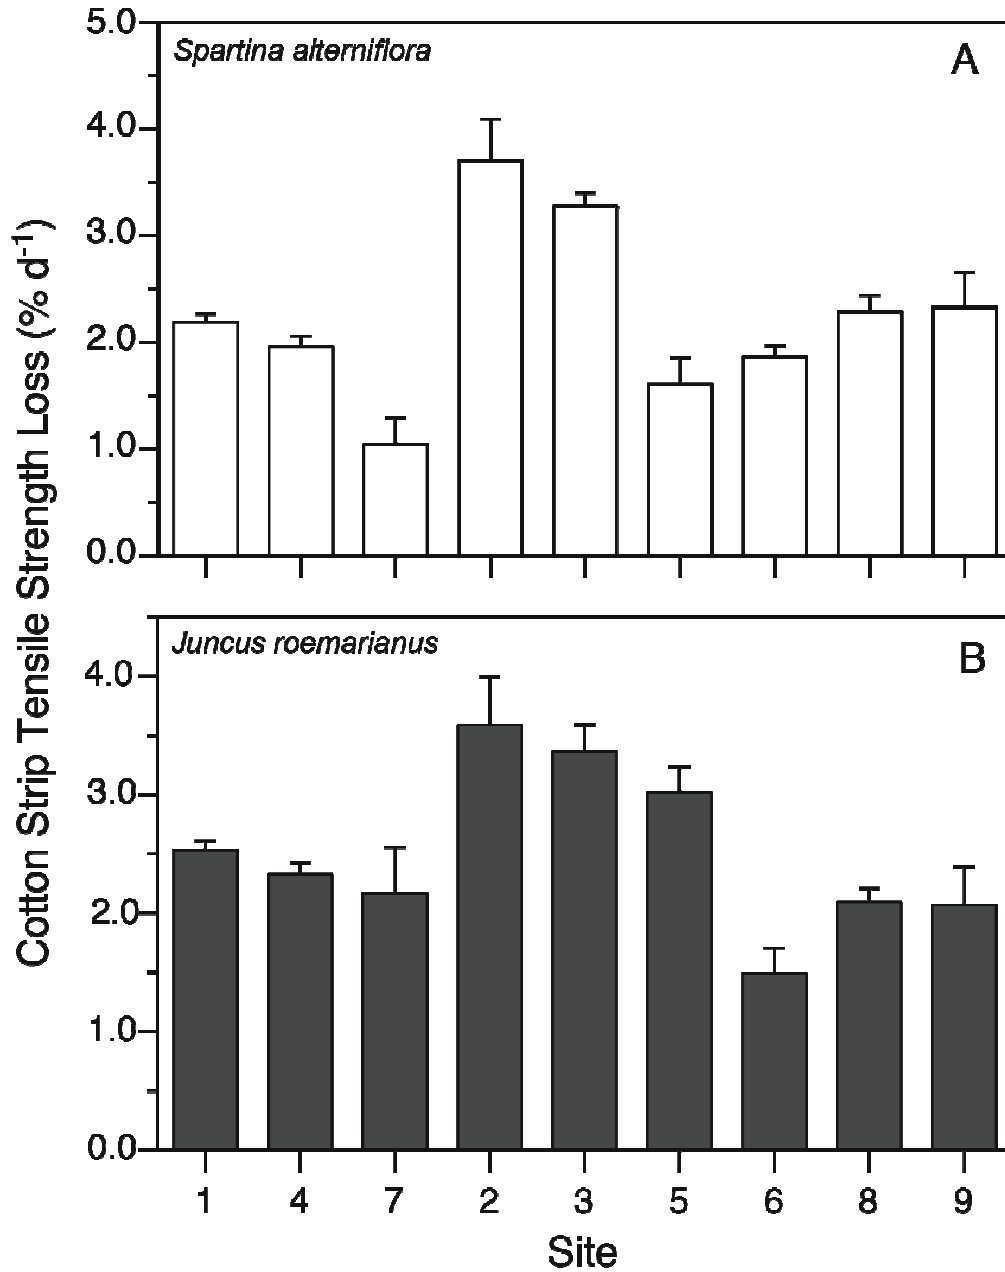 Cotton Strip Tensile Strength Loss (% d-1)
5.0
4.0
3.0
2.0
1.0
0.0
Spartina alterniflora
A
4.0
3.0
2.0
1.0
0.0
Juncus roemarianus
B
1 4 7 2 3 5 6 8 9
Site